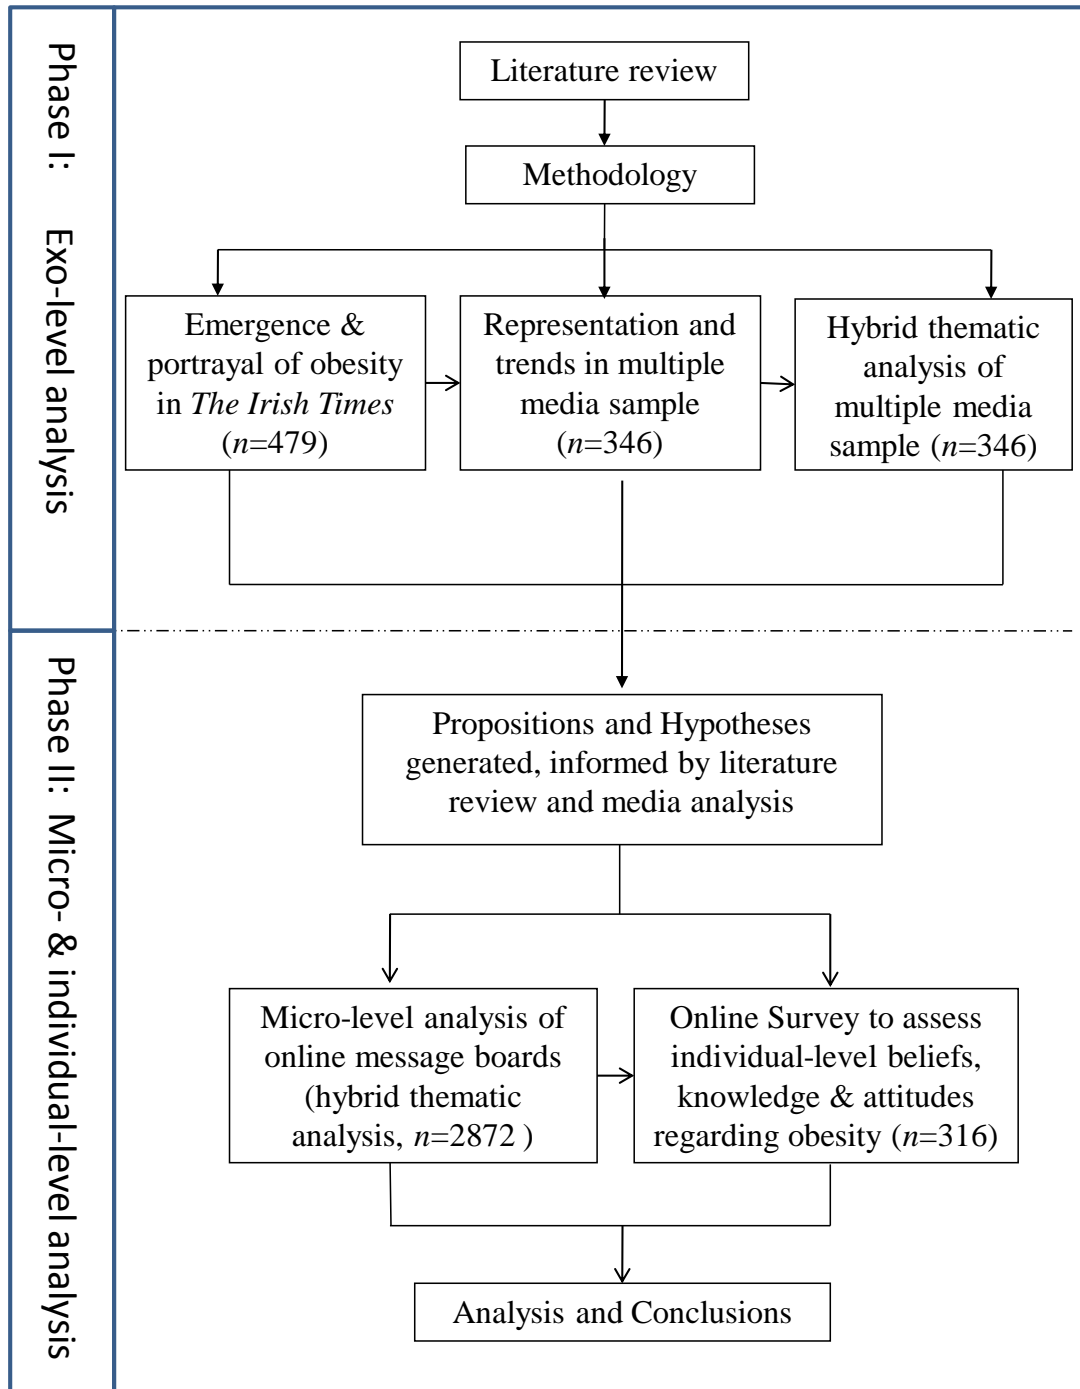 Phase I: Exo-level analysis
Literature review
Methodology
Emergence &
portrayal of obesity
in The Irish Times
(n=479)
Representation and
trends in multiple
media sample
(n=346)
Hybrid thematic
analysis of
multiple media
sample (n=346)
Phase II: Micro- & individual-level analysis
Propositions and Hypotheses
generated, informed by literature
review and media analysis
Micro-level analysis of
online message boards
(hybrid thematic
analysis, n=2872 )
Online Survey to assess
individual-level beliefs,
knowledge & attitudes
regarding obesity (n=316)
Analysis and Conclusions